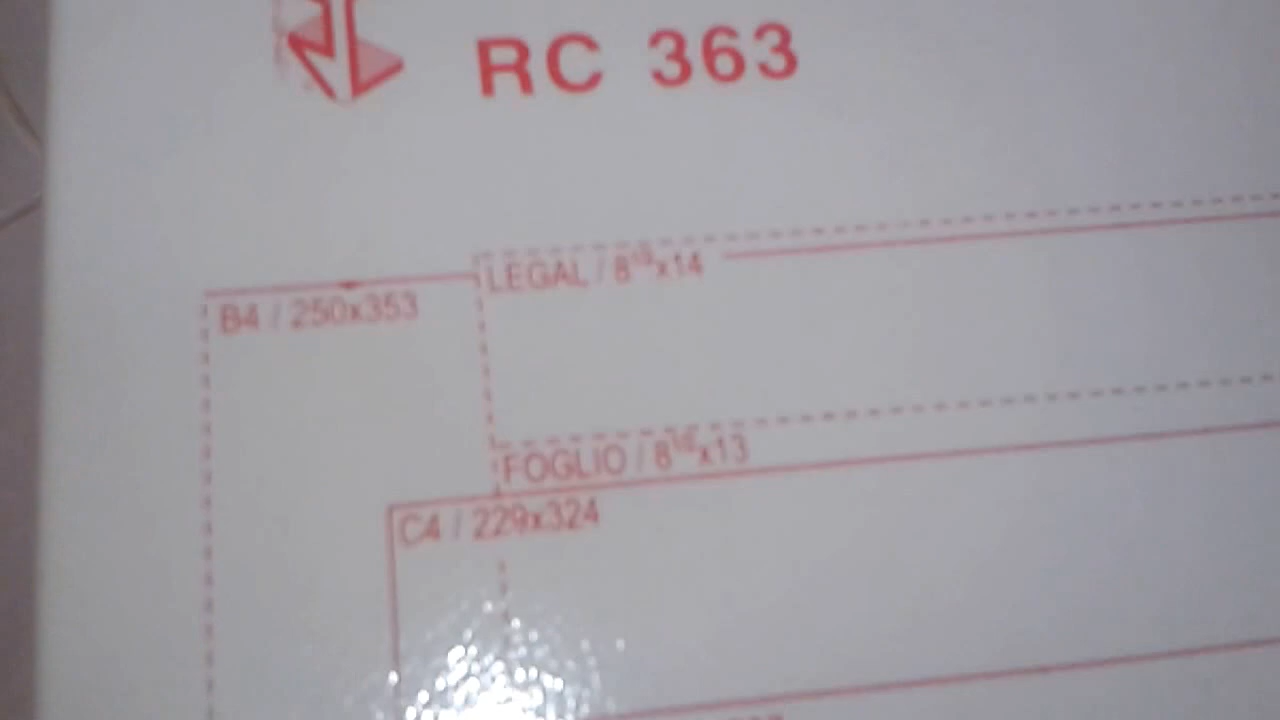 RC 363
LEGAL / 8½x14
B4 / 250x353
FOGLIO / 8½x13
C4 / 229x324